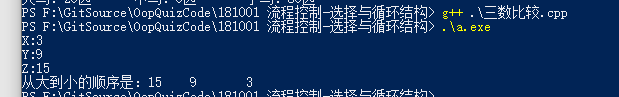 PS F:\GitSource\OopQuizCode\181001 流程控制-选择与循环结构> g++ .\三数比较.cpp
PS F:\GitSource\OopQuizCode\181001 流程控制-选择与循环结构> .\a.exe
X:3
Y:9
Z:15
从大到小的顺序是: 15 9 3
PS F:\GitSource\OopQuizCode\181001 流程控制-选择与循环结构>